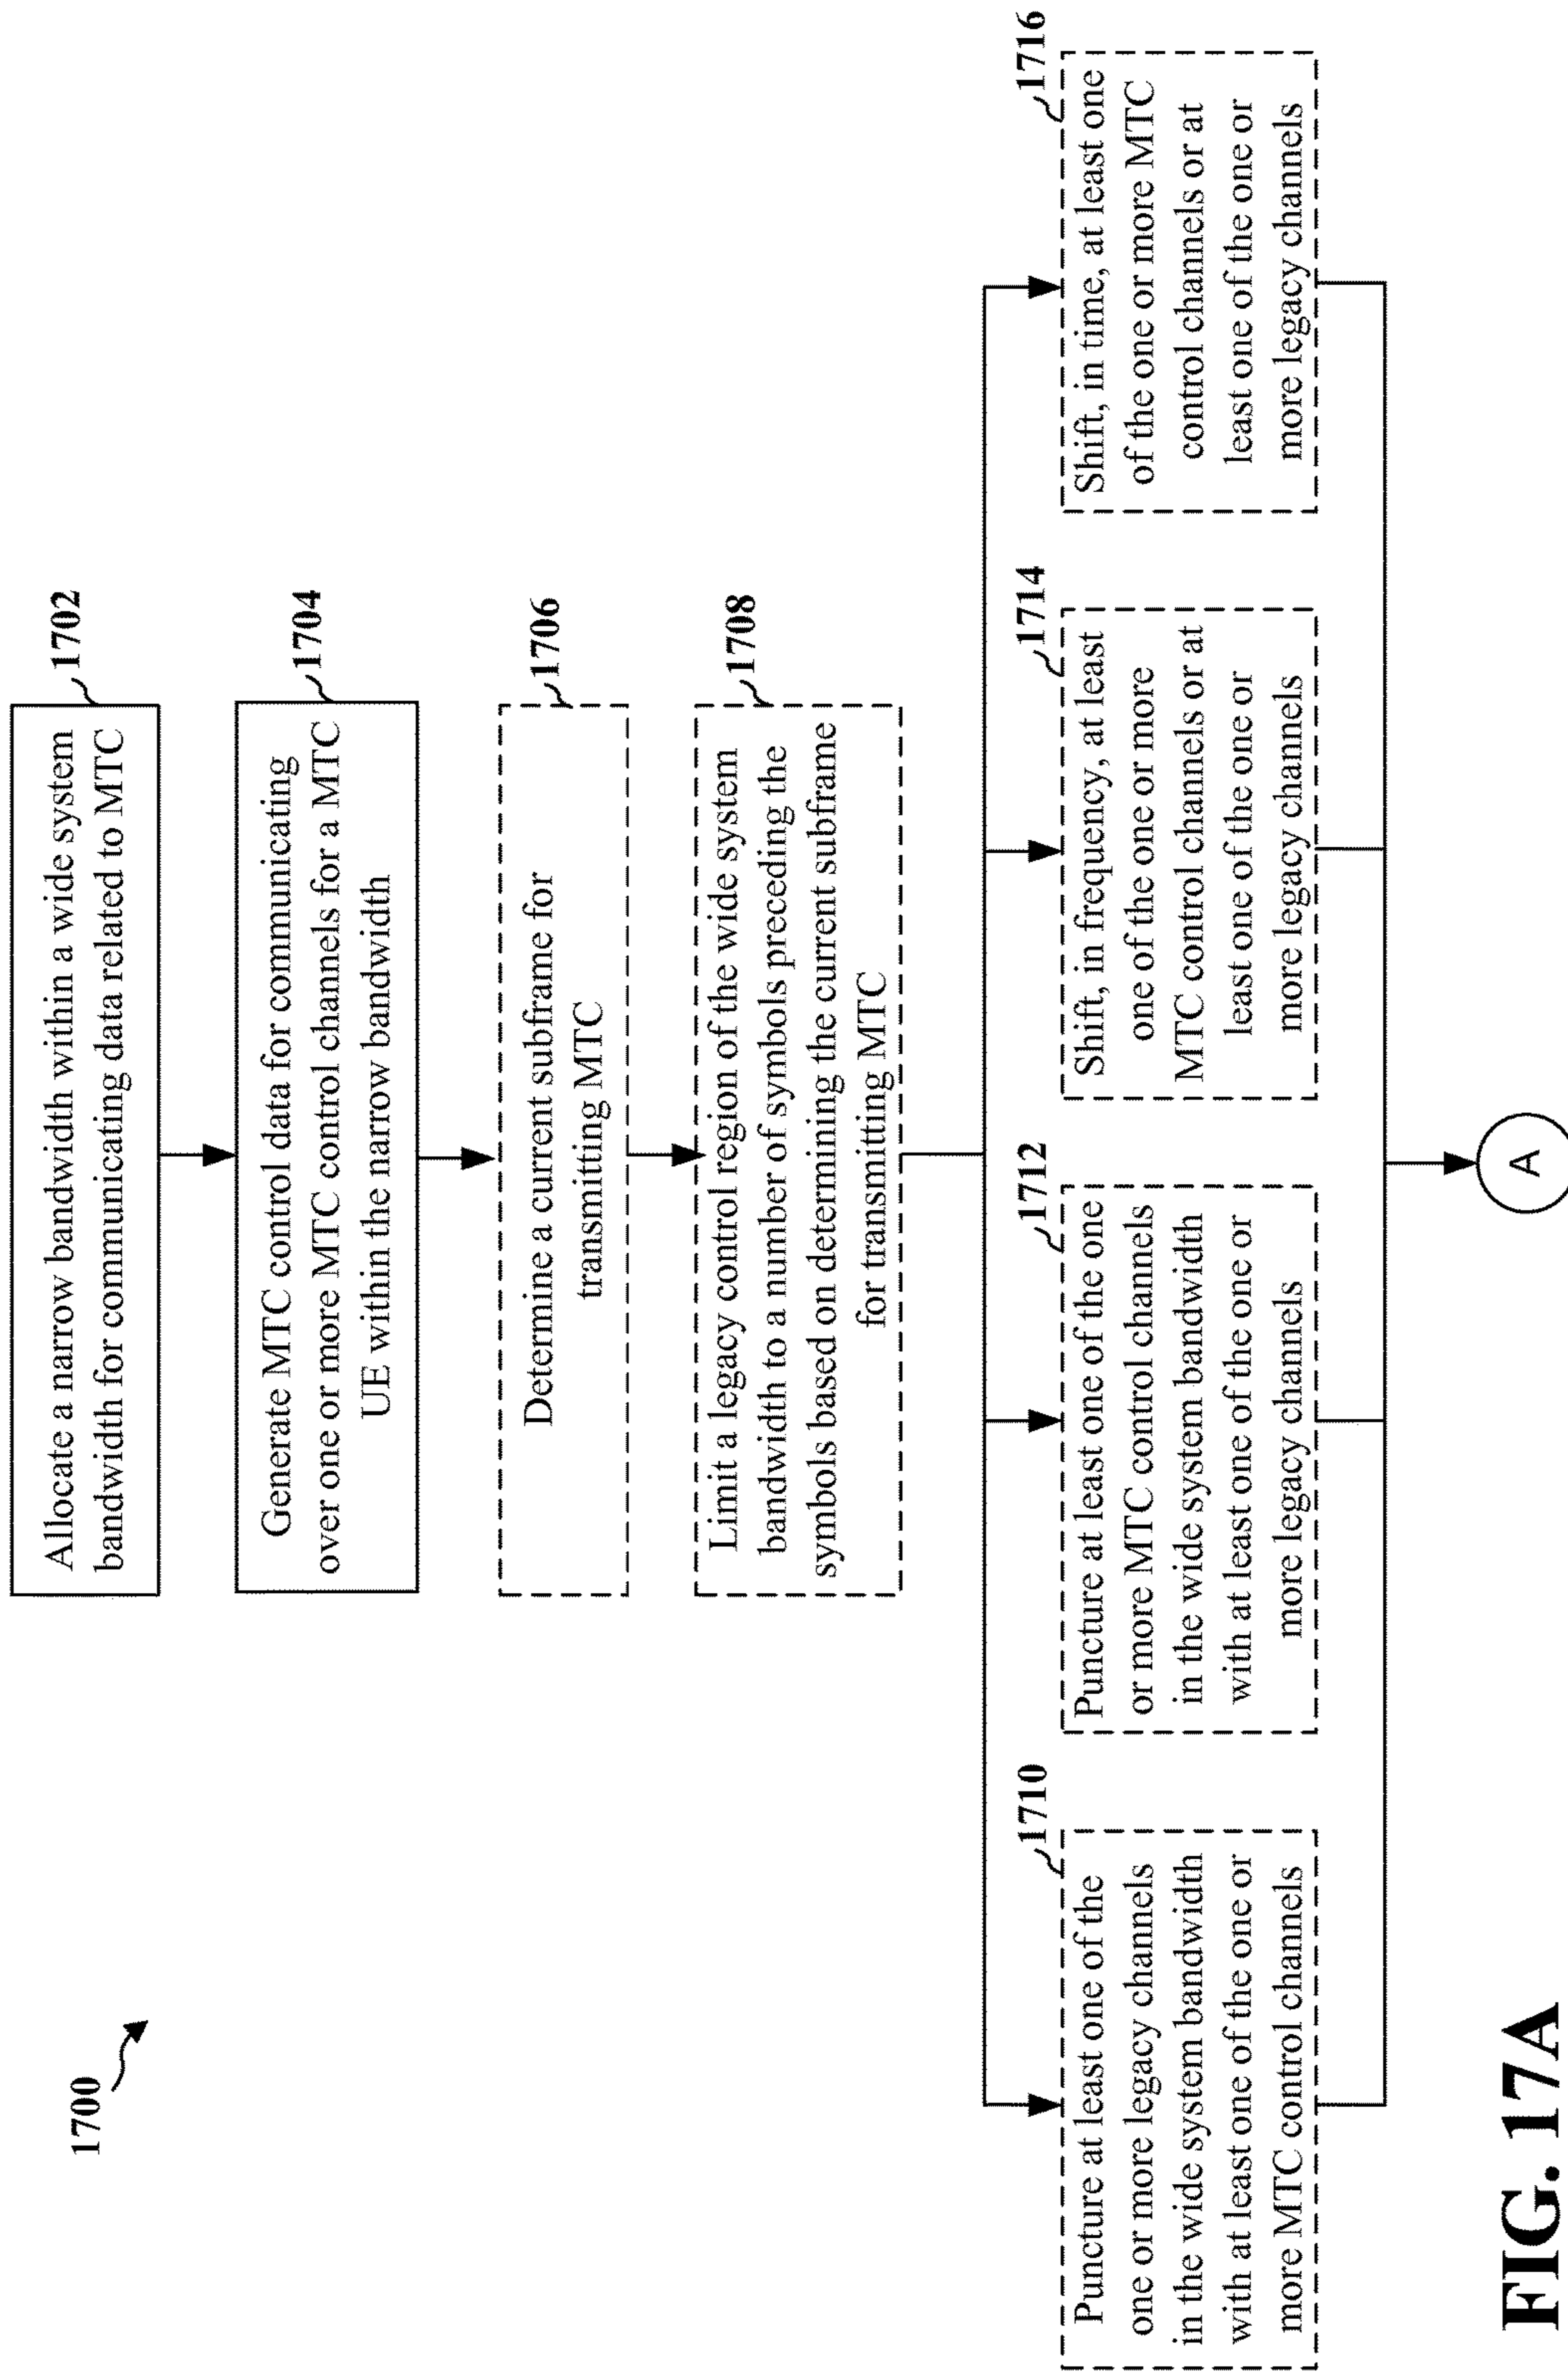 1700
1702
Allocate a narrow bandwidth within a wide system
bandwidth for communicating data related to MTC
1704
Generate MTC control data for communicating
over one or more MTC control channels for a MTC
UE within the narrow bandwidth
1706
Determine a current subframe for
transmitting MTC
1708
Limit a legacy control region of the wide system
bandwidth to a number of symbols preceding the
symbols based on determining the current subframe
for transmitting MTC
1710
Puncture at least one of the
one or more legacy channels
in the wide system bandwidth
with at least one of the one or
more MTC control channels
1712
Puncture at least one of the one
or more MTC control channels
in the wide system bandwidth
with at least one of the one or
more legacy channels
1714
Shift, in frequency, at least
one of the one or more
MTC control channels or at
least one of the one or
more legacy channels
1716
Shift, in time, at least one
of the one or more MTC
control channels or at
least one of the one or
more legacy channels
A
FIG. 17A